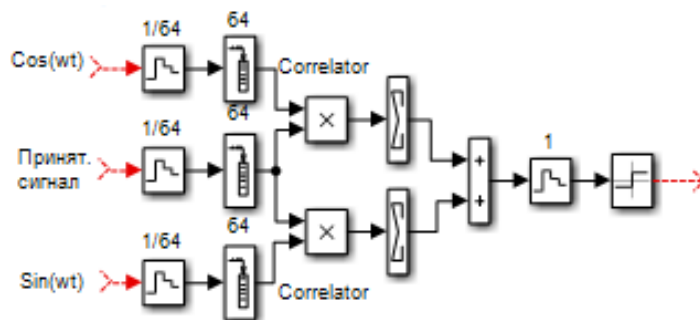 1/64
64
Cos(wt)
Correlator
1/64
64
×
Принят.
сигнал
+
1
+
1/64
64
×
Sin(wt)
Correlator